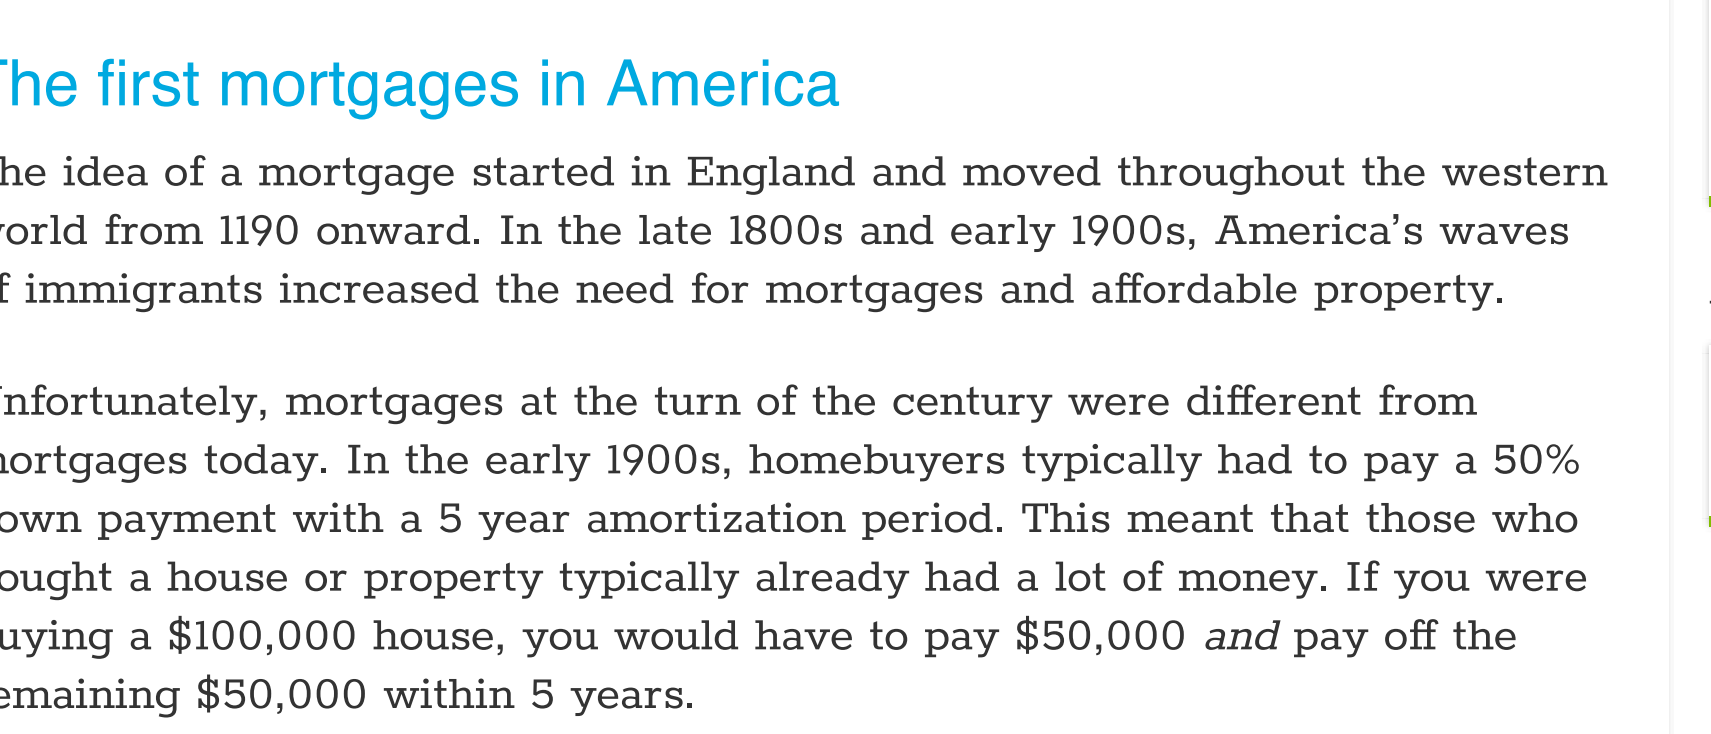 The first mortgages in America
he idea of a mortgage started in England and moved throughout the western
orld from 1190 onward. In the late 1800s and early 1900s, America’s waves
f immigrants increased the need for mortgages and affordable property.
nfortunately, mortgages at the turn of the century were different from
ortgages today. In the early 1900s, homebuyers typically had to pay a 50%
own payment with a 5 year amortization period. This meant that those who
ought a house or property typically already had a lot of money. If you were
uying a $100,000 house, you would have to pay $50,000 and pay off the
emaining $50,000 within 5 years.